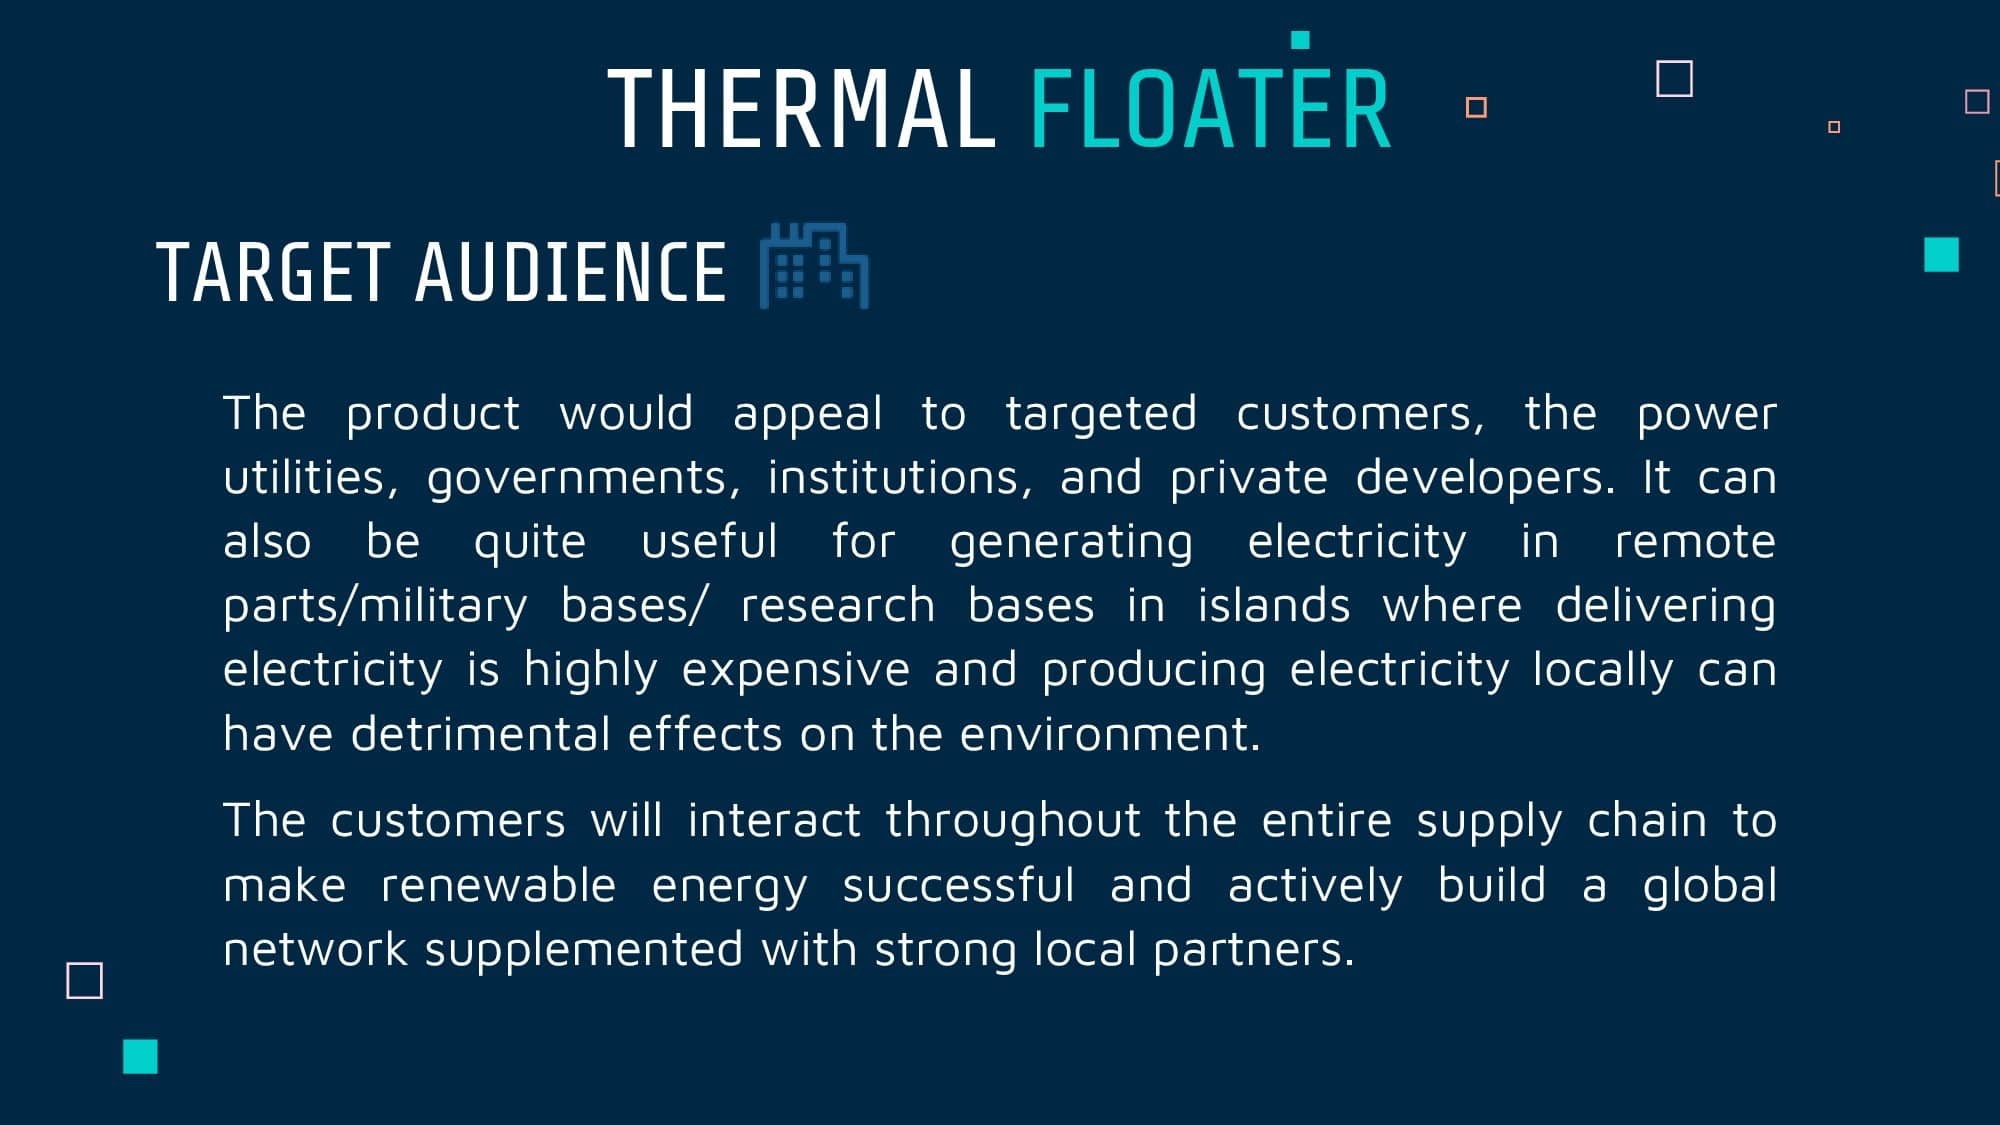 THERMAL FLOATER
TARGET AUDIENCE
The product would appeal to targeted customers, the power
utilities, governments, institutions, and private developers. It can
also be quite useful for generating electricity in remote
parts/military bases/ research bases in islands where delivering
electricity is highly expensive and producing electricity locally can
have detrimental effects on the environment.
The customers will interact throughout the entire supply chain to
make renewable energy successful and actively build a global
network supplemented with strong local partners.